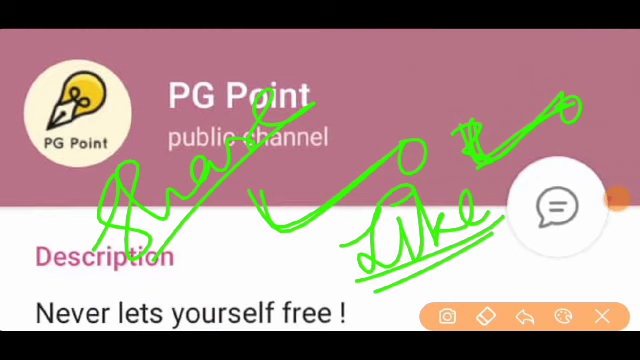 PG Point
PG Point
public channel
Share
Like
Description
Never lets yourself free !